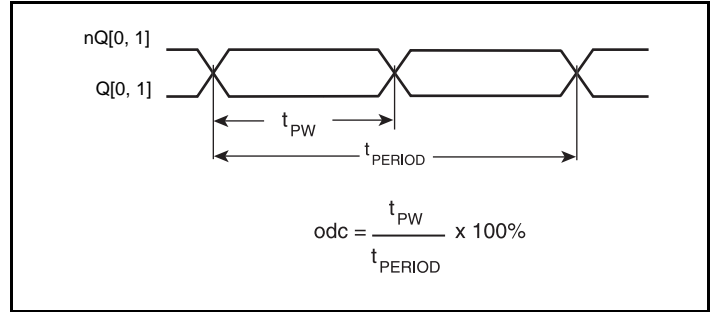 nQ[0, 1]
Q[0, 1]
tPW
tPERIOD
odc = tPW / tPERIOD x 100%